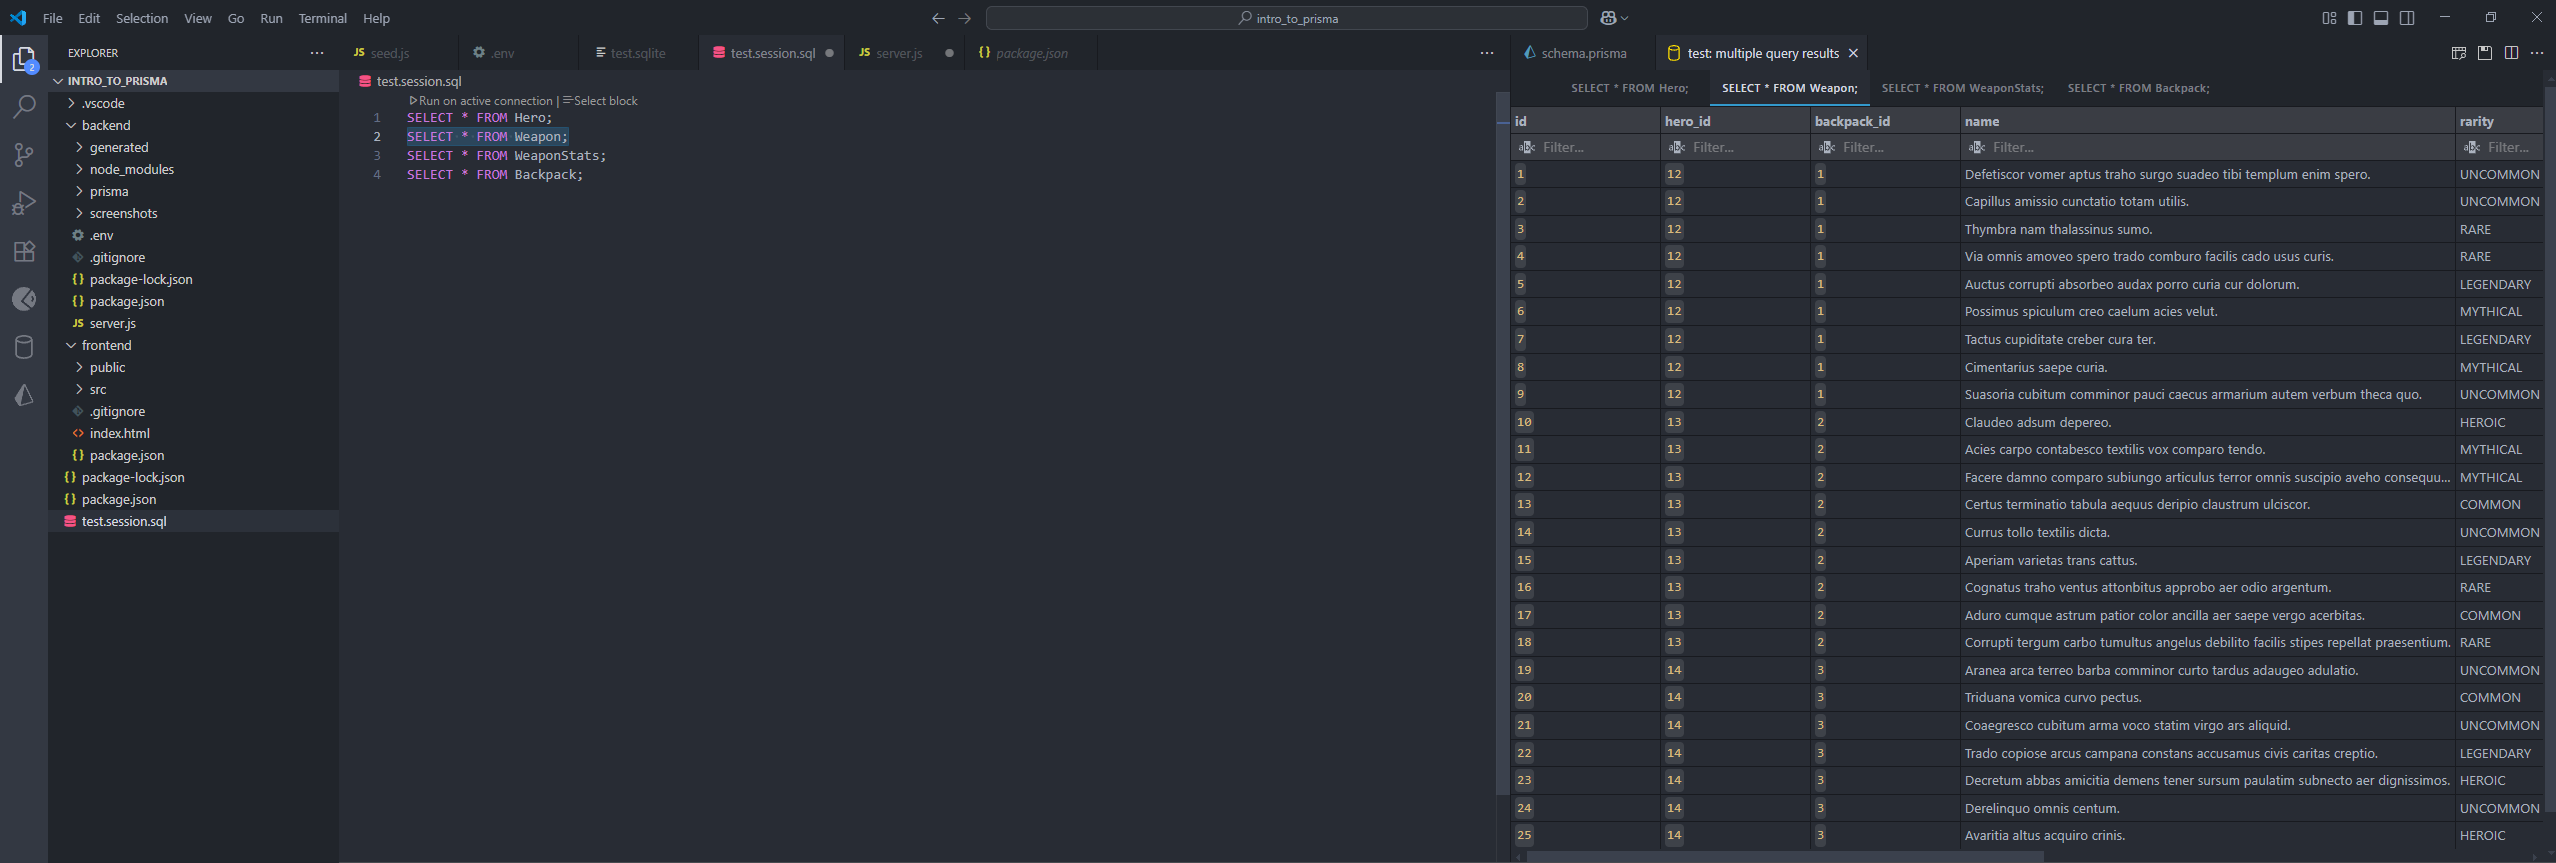 File Edit Selection View Go Run Terminal Help
intro_to_prisma
EXPLORER
INTRO_TO_PRISMA
.vscode
backend
generated
node_modules
prisma
screenshots
.env
.gitignore
package-lock.json
package.json
JS server.js
frontend
public
src
.gitignore
index.html
package.json
package-lock.json
package.json
test.session.sql
2
JS seed.js
.env
test.sqlite
test.session.sql
JS server.js
package.json
test.session.sql
Run on active connection | Select block
1 SELECT * FROM Hero;
2 SELECT * FROM Weapon;
3 SELECT * FROM WeaponStats;
4 SELECT * FROM Backpack;
schema.prisma
test: multiple query results
SELECT * FROM Hero; SELECT * FROM Weapon; SELECT * FROM WeaponStats; SELECT * FROM Backpack;
id hero_id backpack_id name rarity
abc Filter... abc Filter... abc Filter... abc Filter... abc Filter...
1 12 1 Defetiscor vomer aptus traho surgo suadeo tibi templum enim spero. UNCOMMON
2 12 1 Capillus amissio cunctatio totam utilis. UNCOMMON
3 12 1 Thymbra nam thalassinus sumo. RARE
4 12 1 Via omnis amoveo spero trado comburo facilis cado usus curis. RARE
5 12 1 Auctus corrupti absorbeo audax porro curia cur dolorum. LEGENDARY
6 12 1 Possimus spiculum creo caelum acies velut. MYTHICAL
7 12 1 Tactus cupiditate creber cura ter. LEGENDARY
8 12 1 Cimentarius saepe curia. MYTHICAL
9 12 1 Suasoria cubitum comminor pauci caecus armarium autem verbum theca quo. UNCOMMON
10 13 2 Claudeo adsum depereo. HEROIC
11 13 2 Acies carpo contabesco textilis vox comparo tendo. MYTHICAL
12 13 2 Facere damno comparo subiungo articulus terror omnis suscipio aveho consequu... MYTHICAL
13 13 2 Certus terminatio tabula aequus deripio claustrum ulciscor. COMMON
14 13 2 Currus tollo textilis dicta. UNCOMMON
15 13 2 Aperiam varietas trans cattus. LEGENDARY
16 13 2 Cognatus traho ventus attonbitus approbo aer odio argentum. RARE
17 13 2 Aduro cumque astrum patior color ancilla aer saepe vergo acerbitas. COMMON
18 13 2 Corrupti tergum carbo tumultus angelus debilito facilis stipes repellat praesentium. RARE
19 14 3 Aranea arca terreo barba comminor curto tardus adaugeo adulatio. UNCOMMON
20 14 3 Triduana vomica curvo pectus. COMMON
21 14 3 Coaegresco cubitum arma voco statim virgo ars aliquid. UNCOMMON
22 14 3 Trado copiose arcus campana constans accusamus civis caritas creptio. LEGENDARY
23 14 3 Decretum abbas amicitia demens tener sursum paulatim subnecto aer dignissimos. HEROIC
24 14 3 Derelinquo omnis centum. UNCOMMON
25 14 3 Avaritia altus acquiro crinis. HEROIC